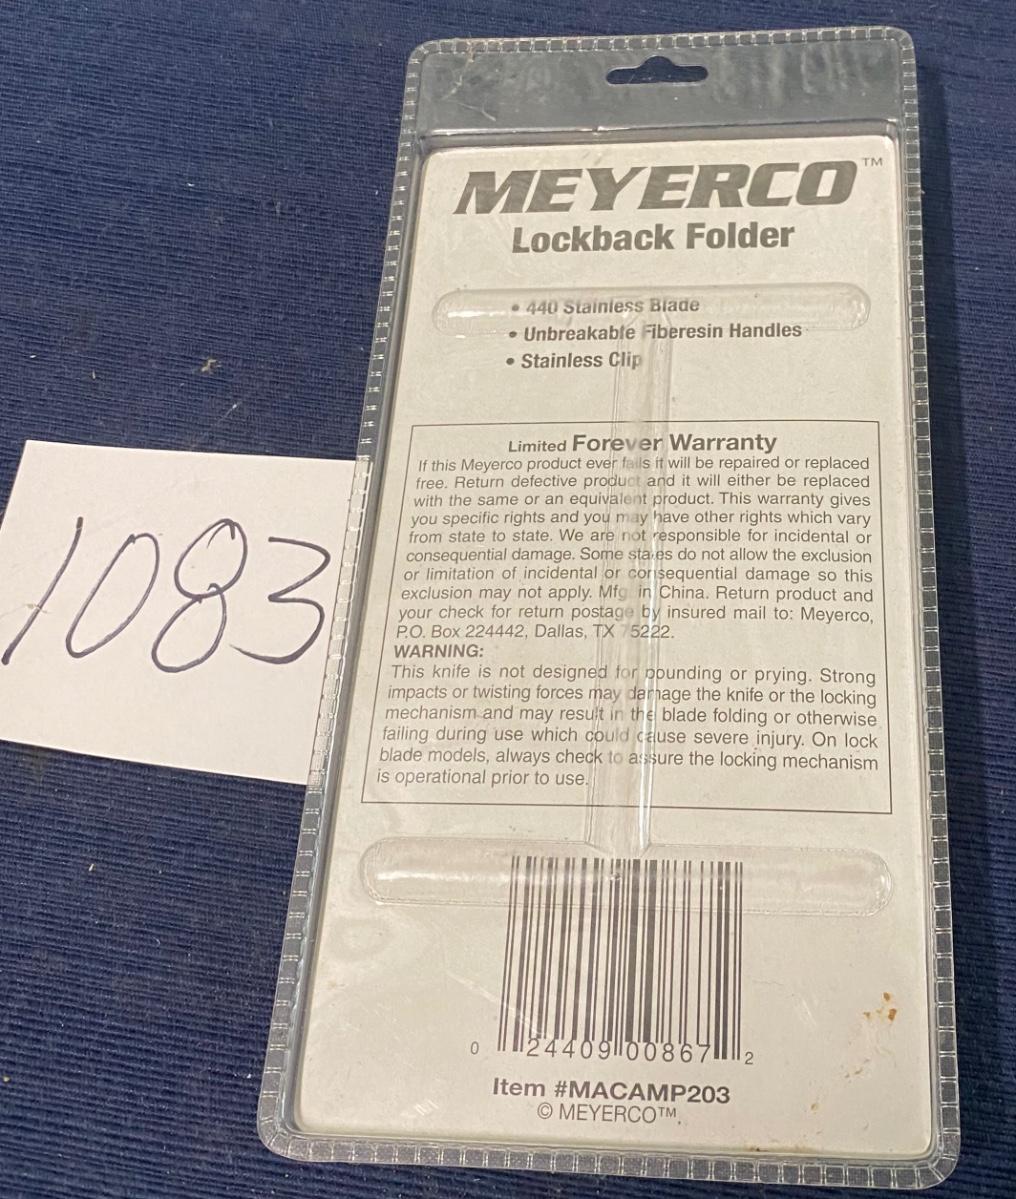 MEYERCO™
Lockback Folder
• 440 Stainless Blade
• Unbreakable Fiberesin Handles
• Stainless Clip
Limited Forever Warranty
If this Meyerco product ever fails it will be repaired or replaced
free. Return defective product and it will either be replaced
with the same or an equivalent product. This warranty gives
you specific rights and you may have other rights which vary
from state to state. We are not responsible for incidental or
consequential damage. Some states do not allow the exclusion
or limitation of incidental or consequential damage so this
exclusion may not apply. Mfg in China. Return product and
your check for return postage by insured mail to: Meyerco,
P.O. Box 224442, Dallas, TX 75222.
WARNING:
This knife is not designed for pounding or prying. Strong
impacts or twisting forces may damage the knife or the locking
mechanism and may result in the blade folding or otherwise
failing during use which could cause severe injury. On lock
blade models, always check to assure the locking mechanism
is operational prior to use.
1083
0 24409 00867 2
Item #MACAMP203
© MEYERCO™.